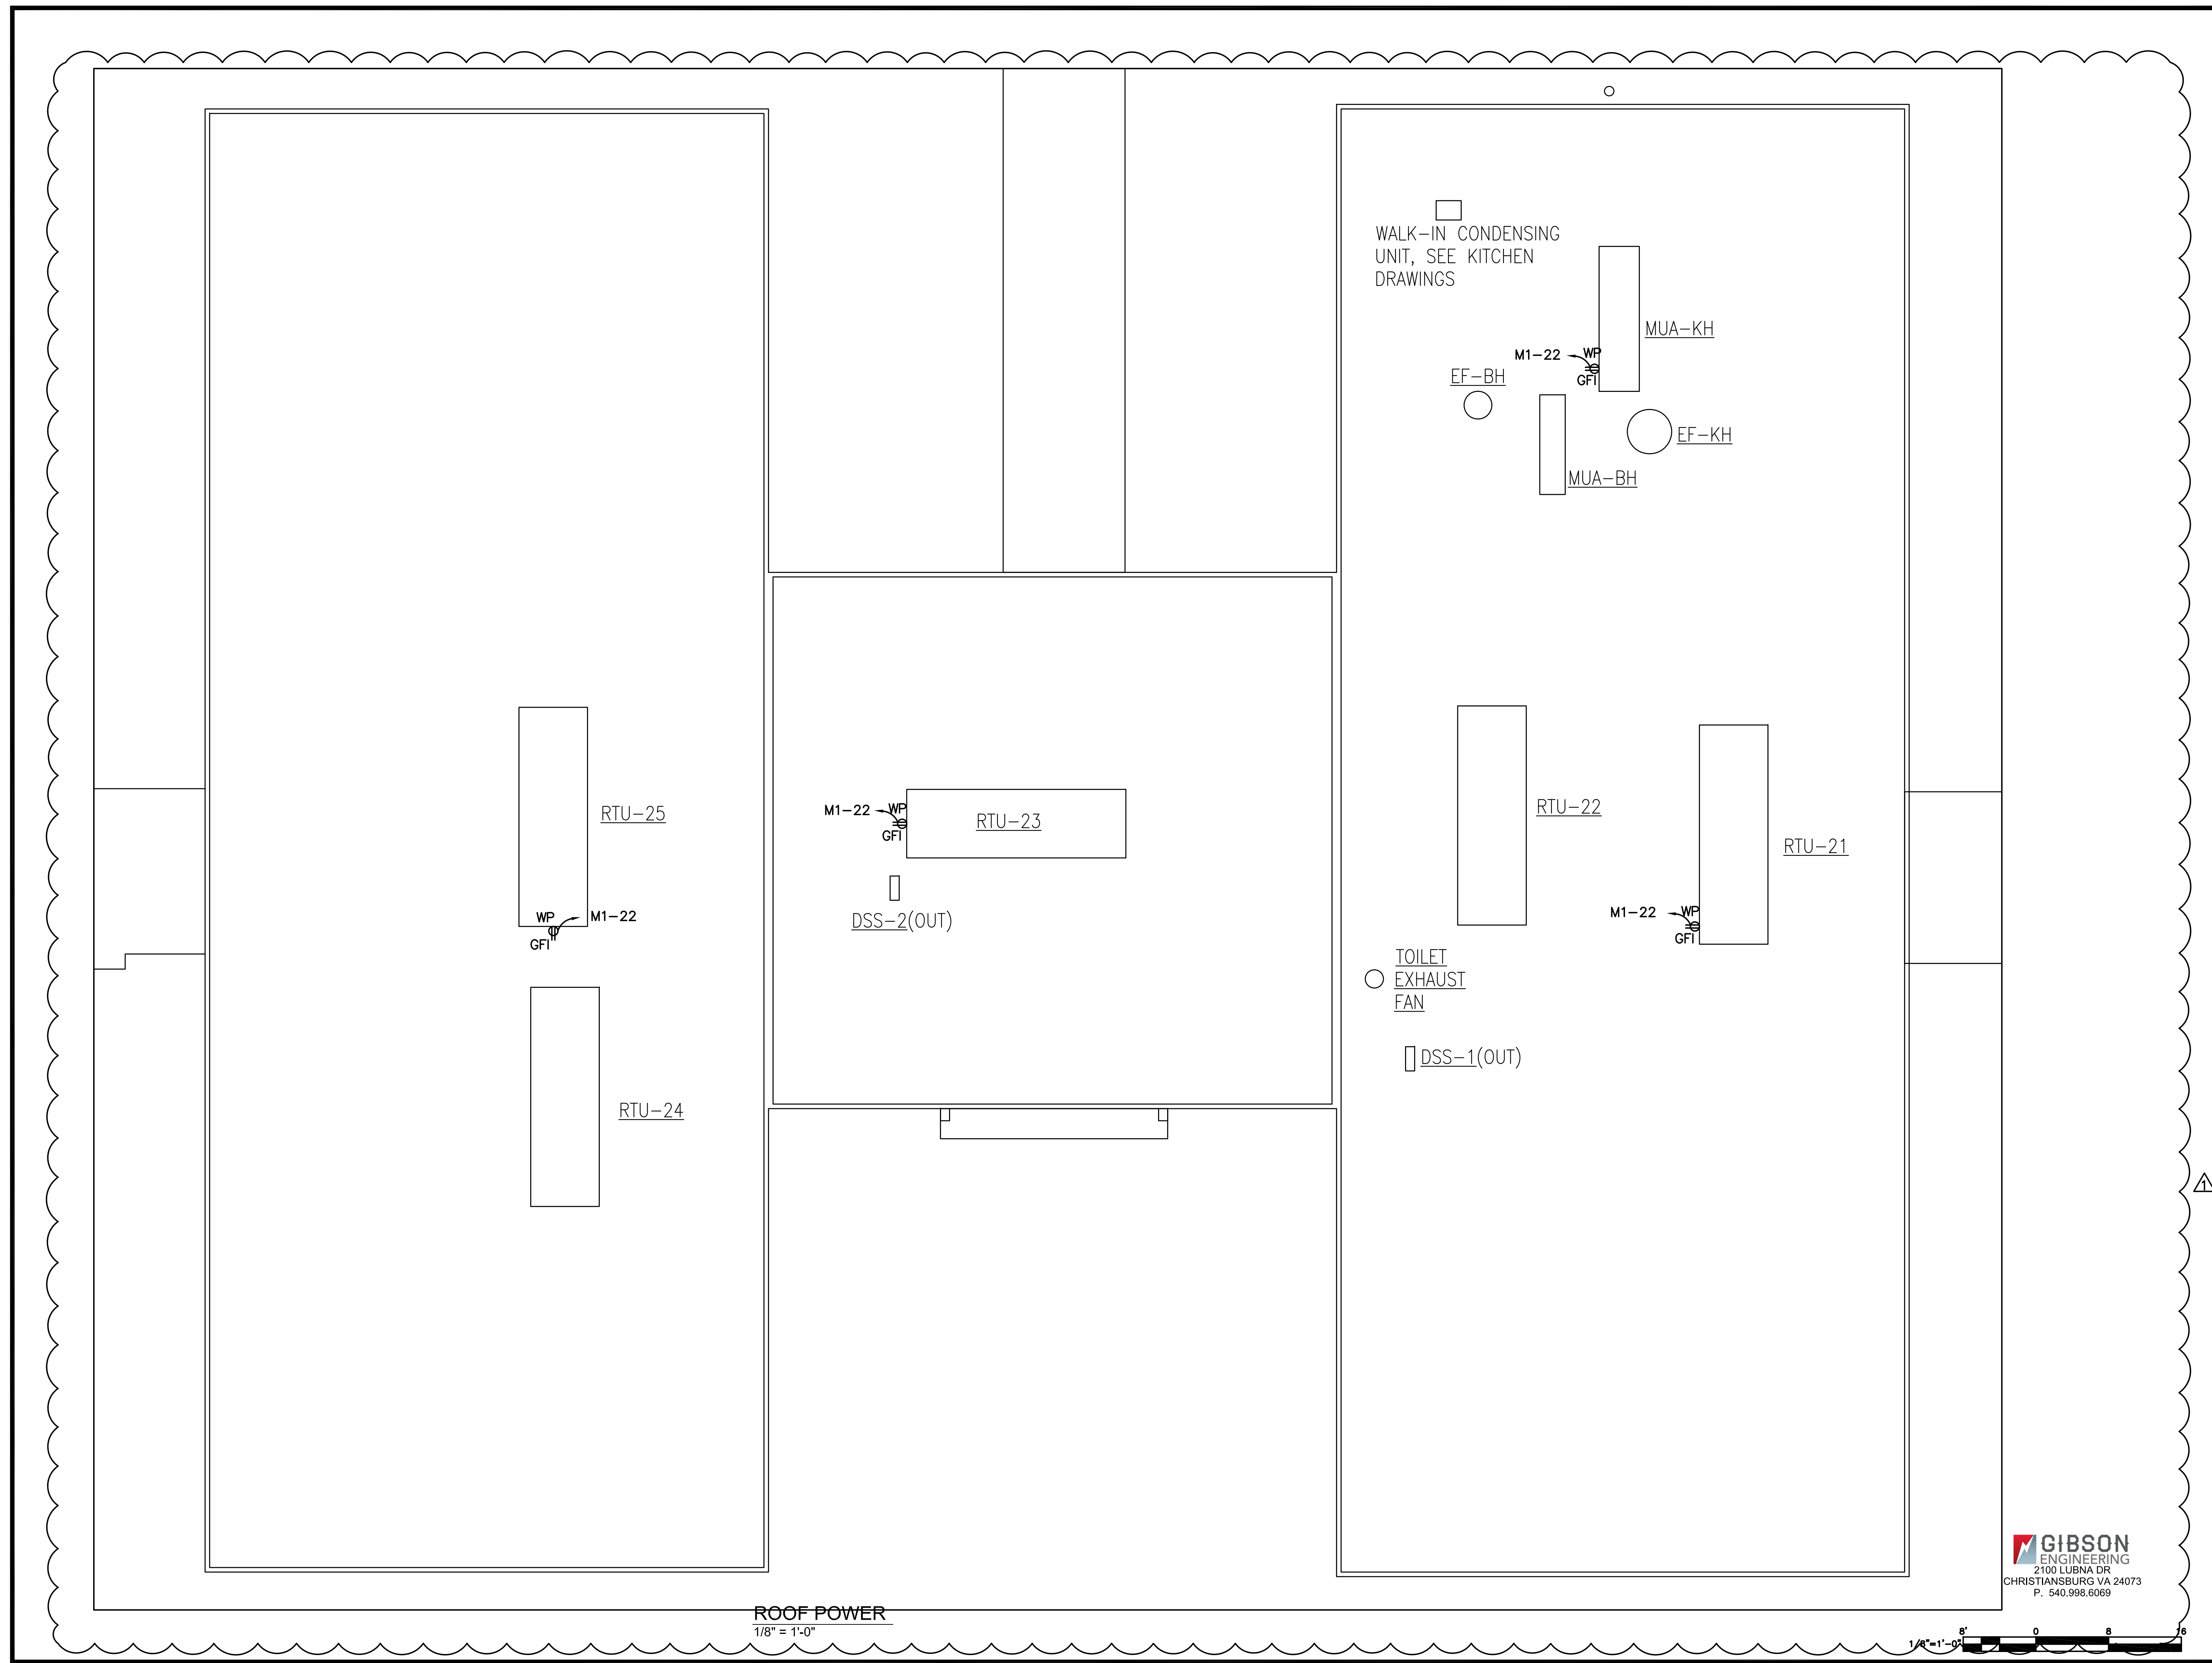 WALK-IN CONDENSING
UNIT, SEE KITCHEN
DRAWINGS
MUA-KH
M1-22
WP
GFI
EF-BH
EF-KH
MUA-BH
RTU-25
WP
M1-22
GFI
RTU-24
M1-22
WP
GFI
RTU-23
DSS-2(OUT)
RTU-22
RTU-21
M1-22
WP
GFI
TOILET
EXHAUST
FAN
DSS-1(OUT)
1
GIBSON
ENGINEERING
2100 LUBNA DR
CHRISTIANSBURG VA 24073
P. 540.998.6069
ROOF POWER
1/8" = 1'-0"
1/8"=1'-0"
8' 0 8 16